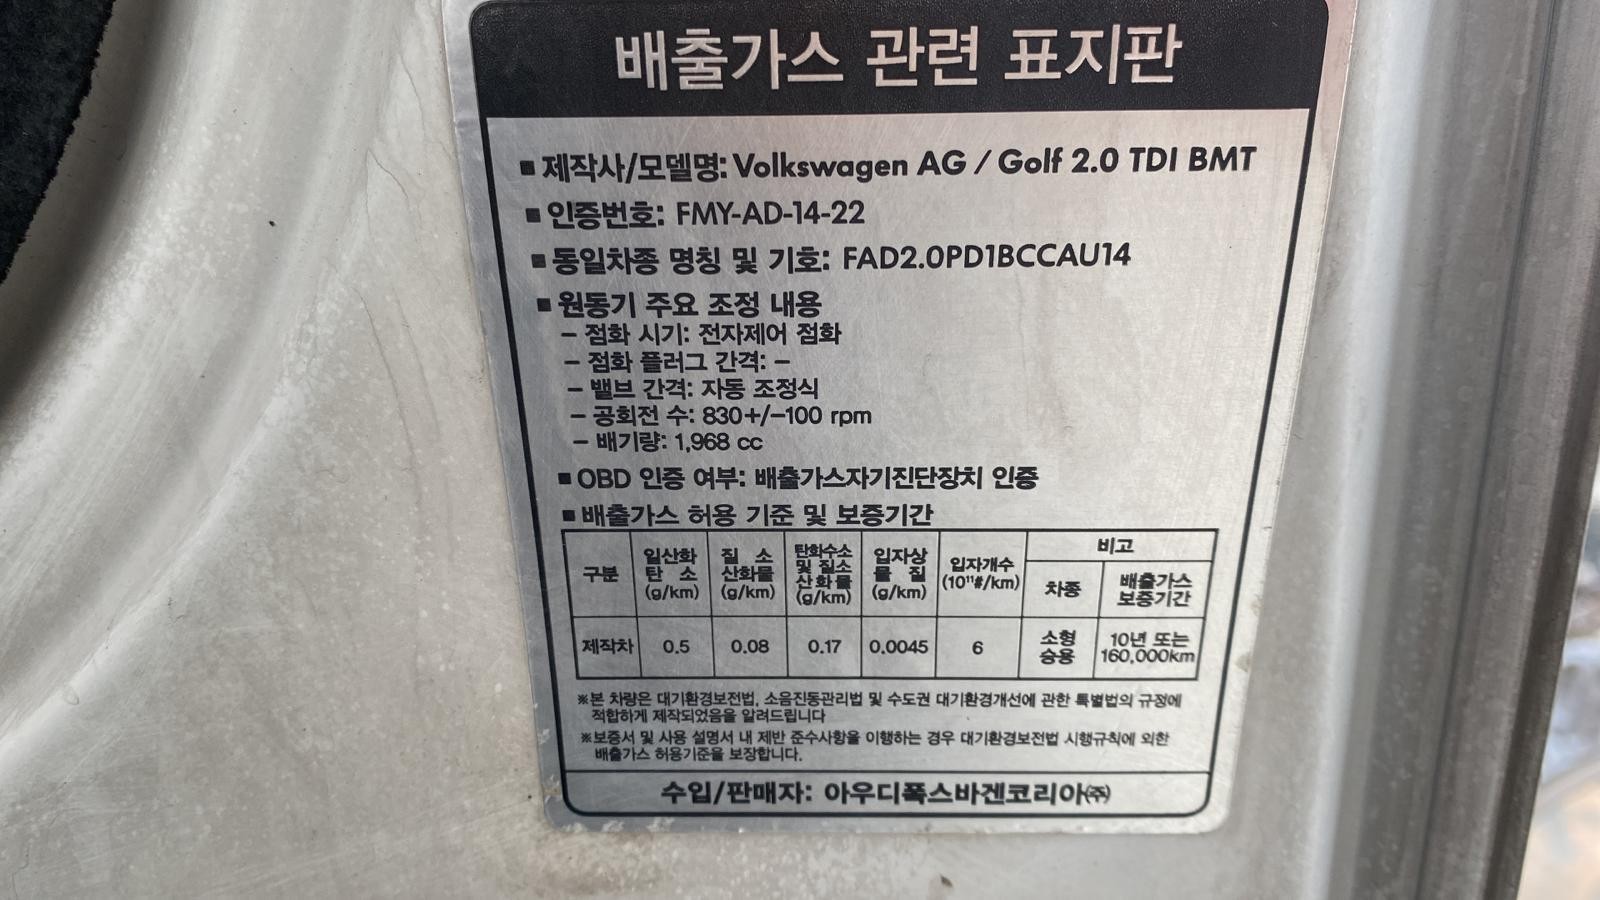 배출가스 관련 표지판
■ 제작사/모델명: Volkswagen AG / Golf 2.0 TDI BMT
■ 인증번호: FMY-AD-14-22
■ 동일차종 명칭 및 기호: FAD2.0PD1BCCAU14
■ 원동기 주요 조정 내용
– 점화 시기: 전자제어 점화
– 점화 플러그 간격: –
– 밸브 간격: 자동 조정식
– 공회전 수: 830+/–100 rpm
– 배기량: 1,968 cc
■ OBD 인증 여부: 배출가스자기진단장치 인증
■ 배출가스 허용 기준 및 보증기간
구분 일산화탄소 (g/km) 질소산화물 (g/km) 탄화수소 및 질소산화물 (g/km) 입자상물질 (g/km) 입자개수 (10¹¹#/km) 비고
차종 배출가스 보증기간
제작차 0.5 0.08 0.17 0.0045 6 소형승용 10년 또는 160,000km
※본 차량은 대기환경보전법, 소음진동관리법 및 수도권 대기환경개선에 관한 특별법의 규정에
적합하게 제작되었음을 알려드립니다
※보증서 및 사용 설명서 내 제반 준수사항을 이행하는 경우 대기환경보전법 시행규칙에 의한
배출가스 허용기준을 보장합니다.
수입/판매자: 아우디폭스바겐코리아㈜